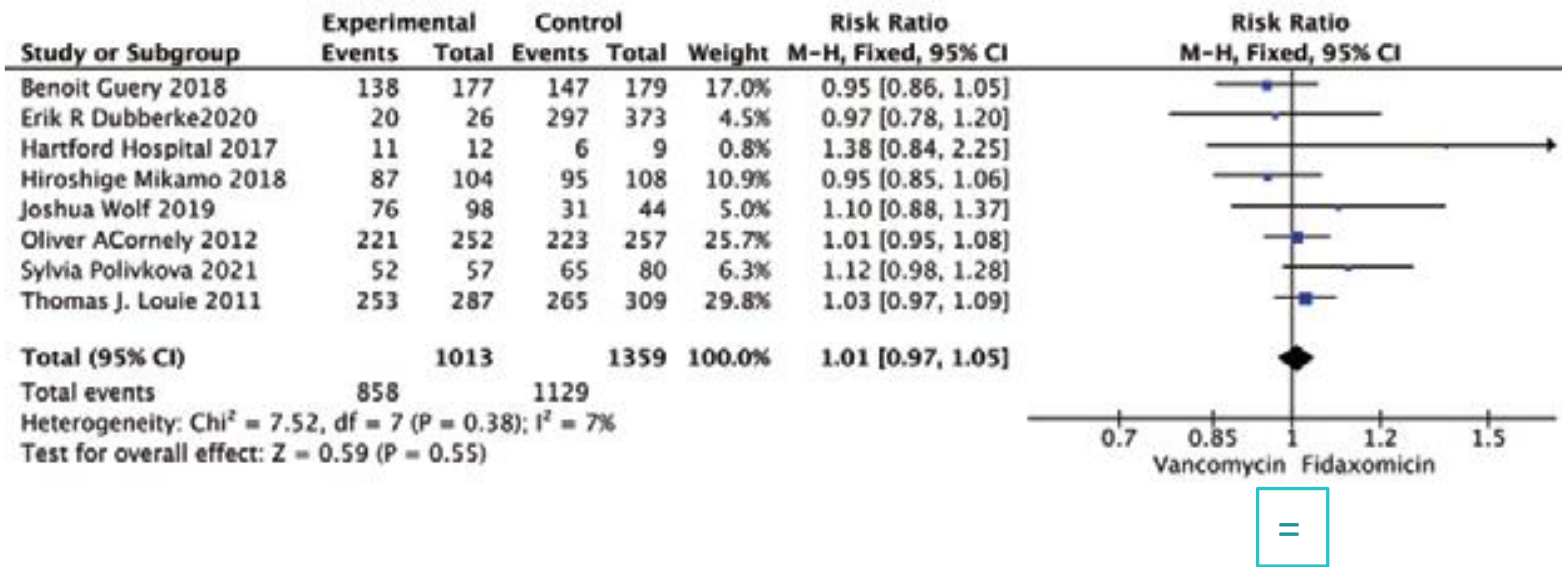 Experimental Control Risk Ratio Risk Ratio
Study or Subgroup Events Total Events Total Weight M-H, Fixed, 95% CI M-H, Fixed, 95% CI
Benoit Guery 2018 138 177 147 179 17.0% 0.95 [0.86, 1.05]
Erik R Dubberke2020 20 26 297 373 4.5% 0.97 [0.78, 1.20]
Hartford Hospital 2017 11 12 6 9 0.8% 1.38 [0.84, 2.25]
Hiroshige Mikamo 2018 87 104 95 108 10.9% 0.95 [0.85, 1.06]
Joshua Wolf 2019 76 98 31 44 5.0% 1.10 [0.88, 1.37]
Oliver ACornely 2012 221 252 223 257 25.7% 1.01 [0.95, 1.08]
Sylvia Polivkova 2021 52 57 65 80 6.3% 1.12 [0.98, 1.28]
Thomas J. Louie 2011 253 287 265 309 29.8% 1.03 [0.97, 1.09]
Total (95% CI) 1013 1359 100.0% 1.01 [0.97, 1.05]
Total events 858 1129
Heterogeneity: Chi² = 7.52, df = 7 (P = 0.38); I² = 7%
Test for overall effect: Z = 0.59 (P = 0.55)
0.7 0.85 1 1.2 1.5
Vancomycin Fidaxomicin
=